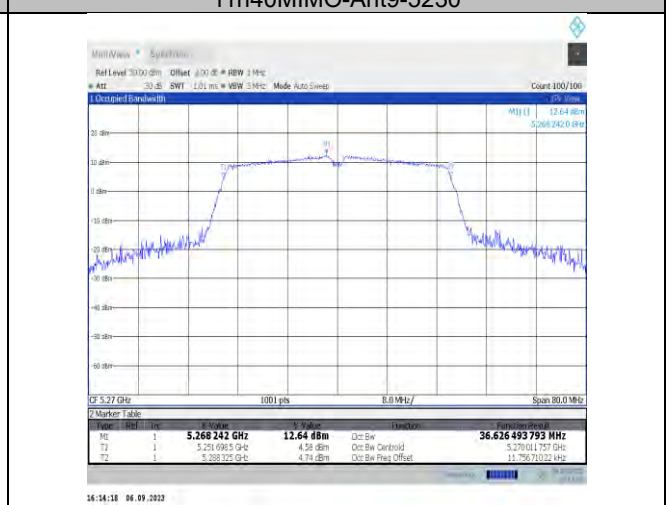 11n40MIMO-Ant9-5230
MultiView Spectrum
Ref Level 30.00 dBm Offset 2.00 dB RBW 1 MHz
Att 30 dB SWT 1.01 ms VBW 3 MHz Mode Auto Sweep Count 100/100
1 Occupied Bandwidth
M1[1] 12.64 dBm
5.268 242 0 GHz
M1
20 dBm
10 dBm
0 dBm
-10 dBm
-20 dBm
-30 dBm
-40 dBm
-50 dBm
-60 dBm
CF 5.27 GHz 1001 pts 8.0 MHz/ Span 80.0 MHz
2 Marker Table
Type Ref Trc X-Value Y-Value Function Function Result
M1 1 5.268 242 GHz 12.64 dBm Occ Bw 36.626 493 793 MHz
T1 1 5.251 698 5 GHz 4.58 dBm Occ Bw Centroid 5.270 011 757 GHz
T2 1 5.288 325 GHz 4.74 dBm Occ Bw Freq Offset 11.756 710 22 kHz
16:14:18 06.09.2023